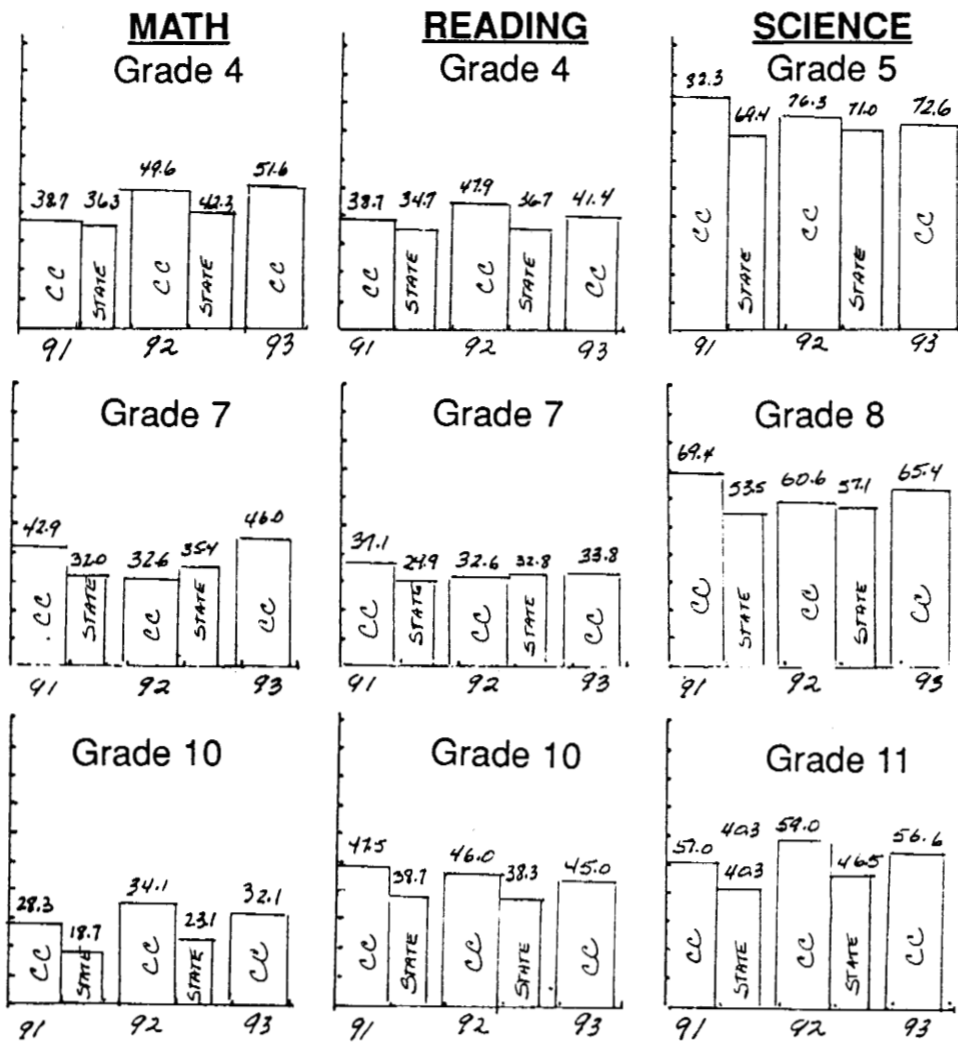 MATH READING SCIENCE
Grade 4 Grade 4 Grade 5
38.7 36.3 49.6 42.2 51.6
CC STATE CC STATE CC
91 92 93
38.7 34.7 47.9 36.7 41.4
CC STATE CC STATE CC
91 92 93
82.3 69.4 76.3 71.0 72.6
CC STATE CC STATE CC
91 92 93
Grade 7 Grade 7 Grade 8
42.9 32.0 32.6 35.4 46.0
CC STATE CC STATE CC
91 92 93
37.1 32.6 32.8 33.8
CC STATE CC STATE CC
91 92 93
69.4 53.5 60.6 57.1 65.4
CC STATE CC STATE CC
91 92 93
Grade 10 Grade 10 Grade 11
28.3 18.7 34.1 23.1 32.1
CC STATE CC STATE CC
91 92 93
47.5 38.7 46.0 38.3 45.0
CC STATE CC STATE CC
91 92 93
57.0 40.3 40.3 59.0 46.5 56.6
CC STATE CC STATE CC
91 92 93